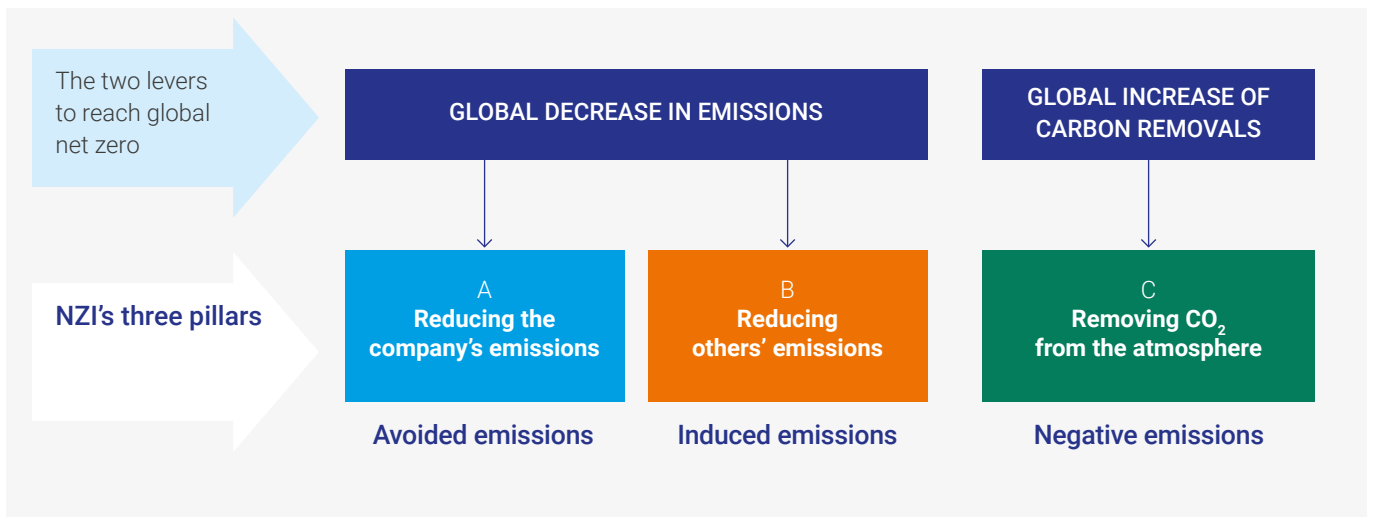 The two levers
to reach global
net zero
GLOBAL DECREASE IN EMISSIONS
GLOBAL INCREASE OF
CARBON REMOVALS
NZI’s three pillars
A
Reducing the
company’s emissions
B
Reducing
others’ emissions
C
Removing CO₂
from the atmosphere
Avoided emissions
Induced emissions
Negative emissions